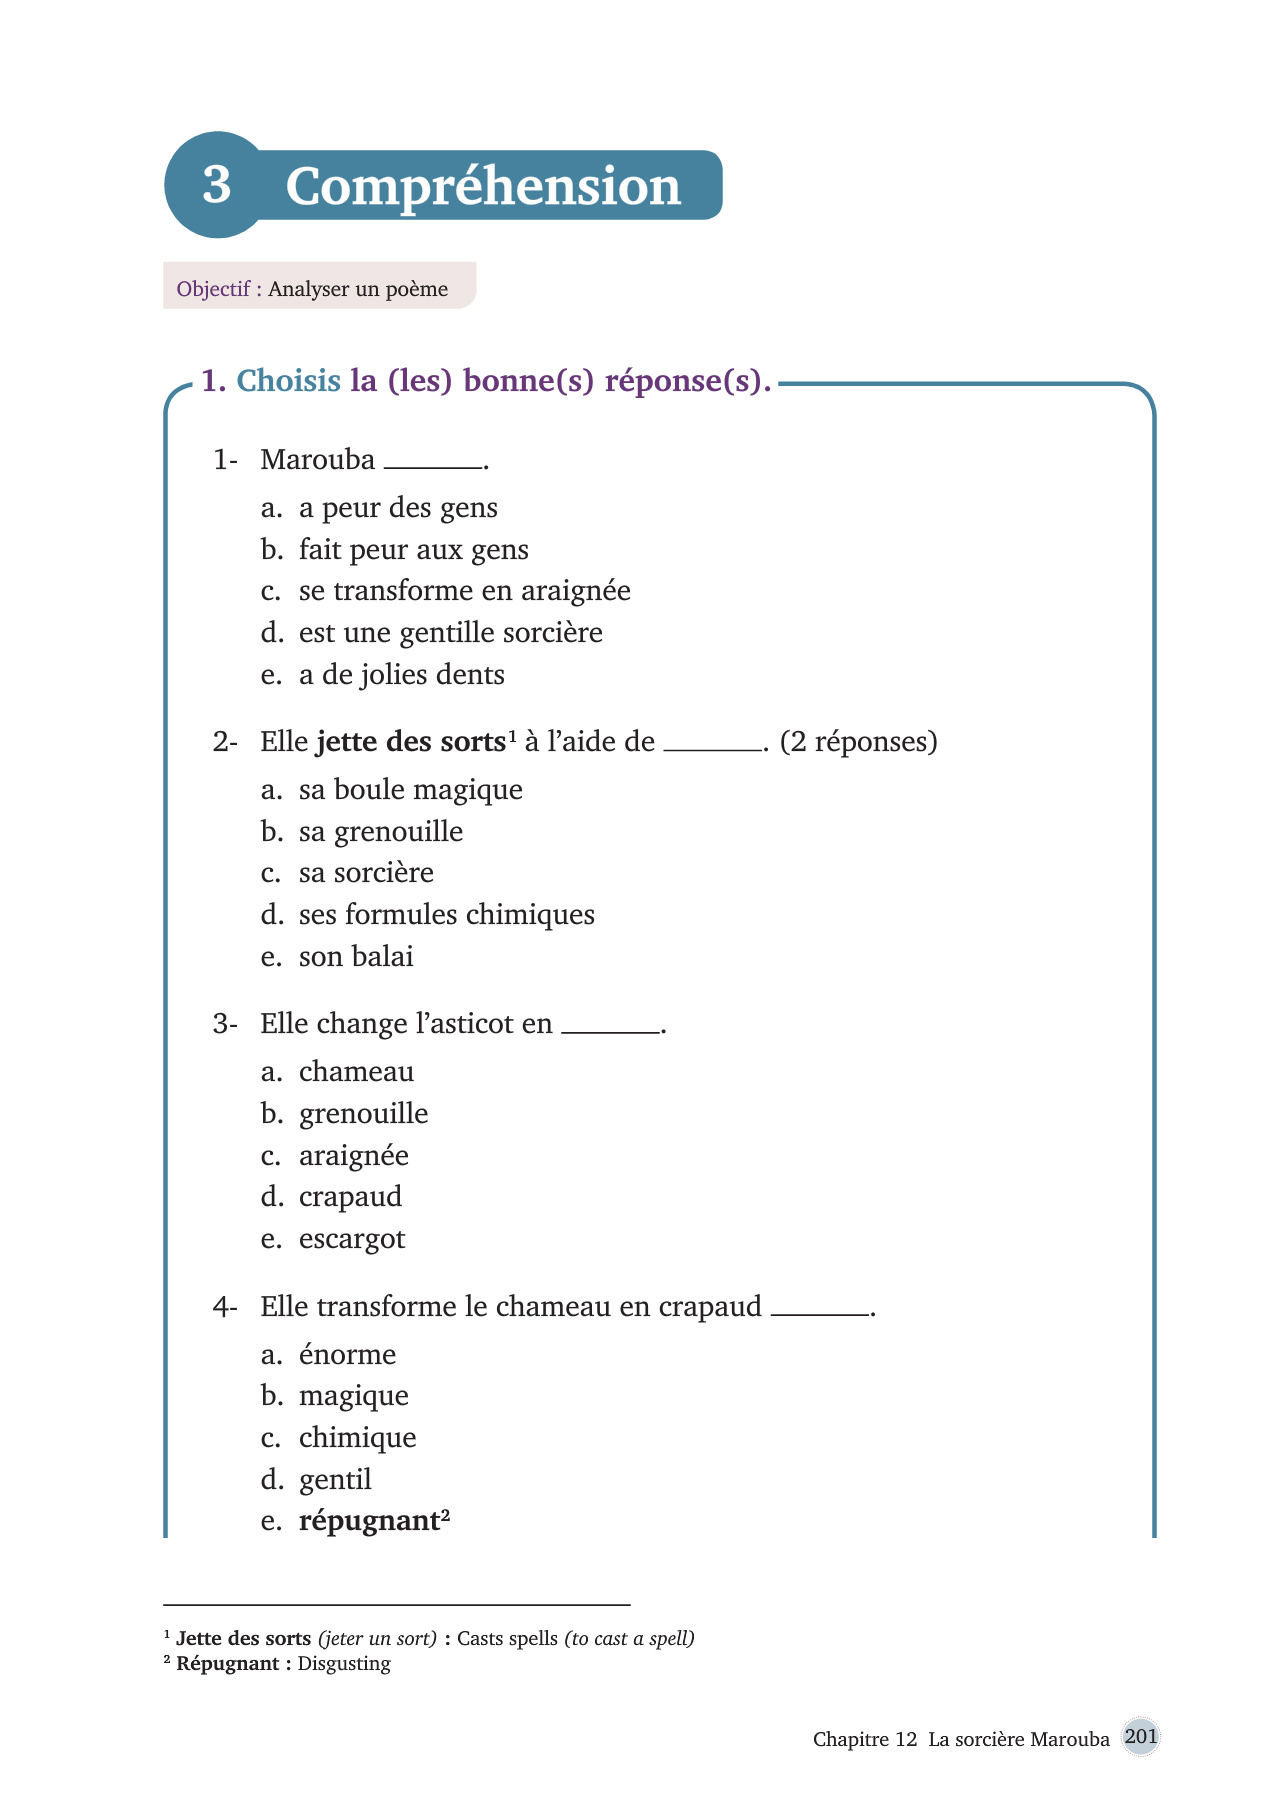 3 Compréhension
Objectif : Analyser un poème
1. Choisis la (les) bonne(s) réponse(s).
1- Marouba ______.
a. a peur des gens
b. fait peur aux gens
c. se transforme en araignée
d. est une gentille sorcière
e. a de jolies dents
2- Elle jette des sorts¹ à l’aide de ______. (2 réponses)
a. sa boule magique
b. sa grenouille
c. sa sorcière
d. ses formules chimiques
e. son balai
3- Elle change l’asticot en ______.
a. chameau
b. grenouille
c. araignée
d. crapaud
e. escargot
4- Elle transforme le chameau en crapaud ______.
a. énorme
b. magique
c. chimique
d. gentil
e. répugnant²
¹ Jette des sorts (jeter un sort) : Casts spells (to cast a spell)
² Répugnant : Disgusting
Chapitre 12 La sorcière Marouba 201